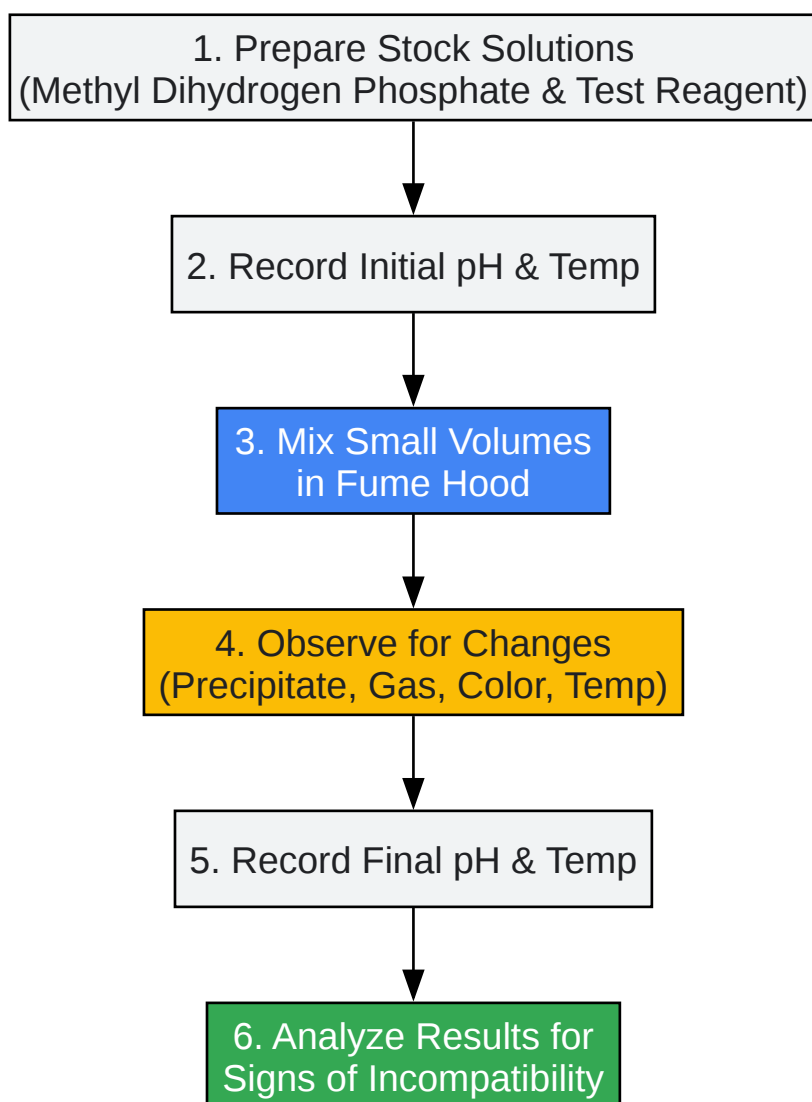 1. Prepare Stock Solutions
(Methyl Dihydrogen Phosphate & Test Reagent)
2. Record Initial pH & Temp
3. Mix Small Volumes
in Fume Hood
4. Observe for Changes
(Precipitate, Gas, Color, Temp)
5. Record Final pH & Temp
6. Analyze Results for
Signs of Incompatibility